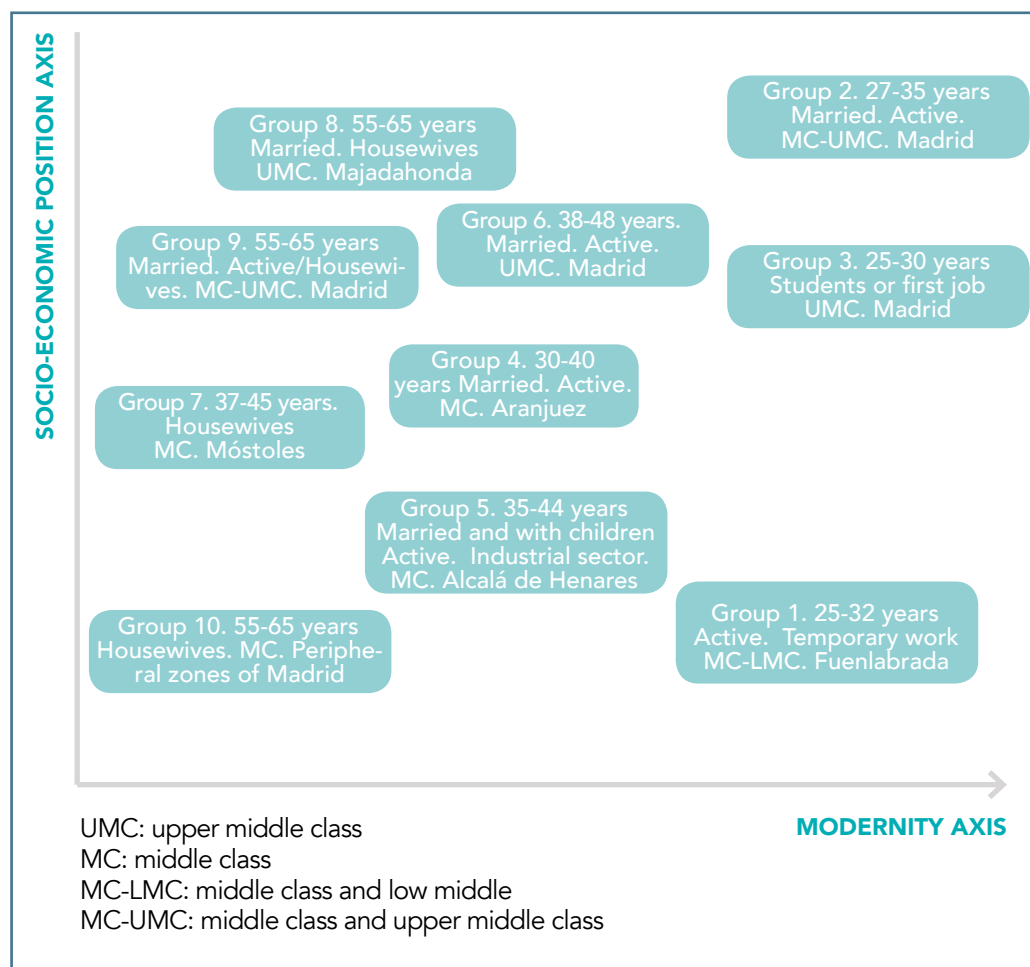 SOCIO-ECONOMIC POSITION AXIS
Group 2. 27-35 years
Married. Active.
MC-UMC. Madrid
Group 8. 55-65 years
Married. Housewives
UMC. Majadahonda
Group 6. 38-48 years.
Married. Active.
UMC. Madrid
Group 9. 55-65 years
Married. Active/Housewi-
ves. MC-UMC. Madrid
Group 3. 25-30 years
Students or first job
UMC. Madrid
Group 4. 30-40
years Married. Active.
MC. Aranjuez
Group 7. 37-45 years.
Housewives
MC. Móstoles
Group 5. 35-44 years
Married and with children
Active. Industrial sector.
MC. Alcalá de Henares
Group 1. 25-32 years
Active. Temporary work
MC-LMC. Fuenlabrada
Group 10. 55-65 years
Housewives. MC. Periphe-
ral zones of Madrid
MODERNITY AXIS
UMC: upper middle class
MC: middle class
MC-LMC: middle class and low middle
MC-UMC: middle class and upper middle class